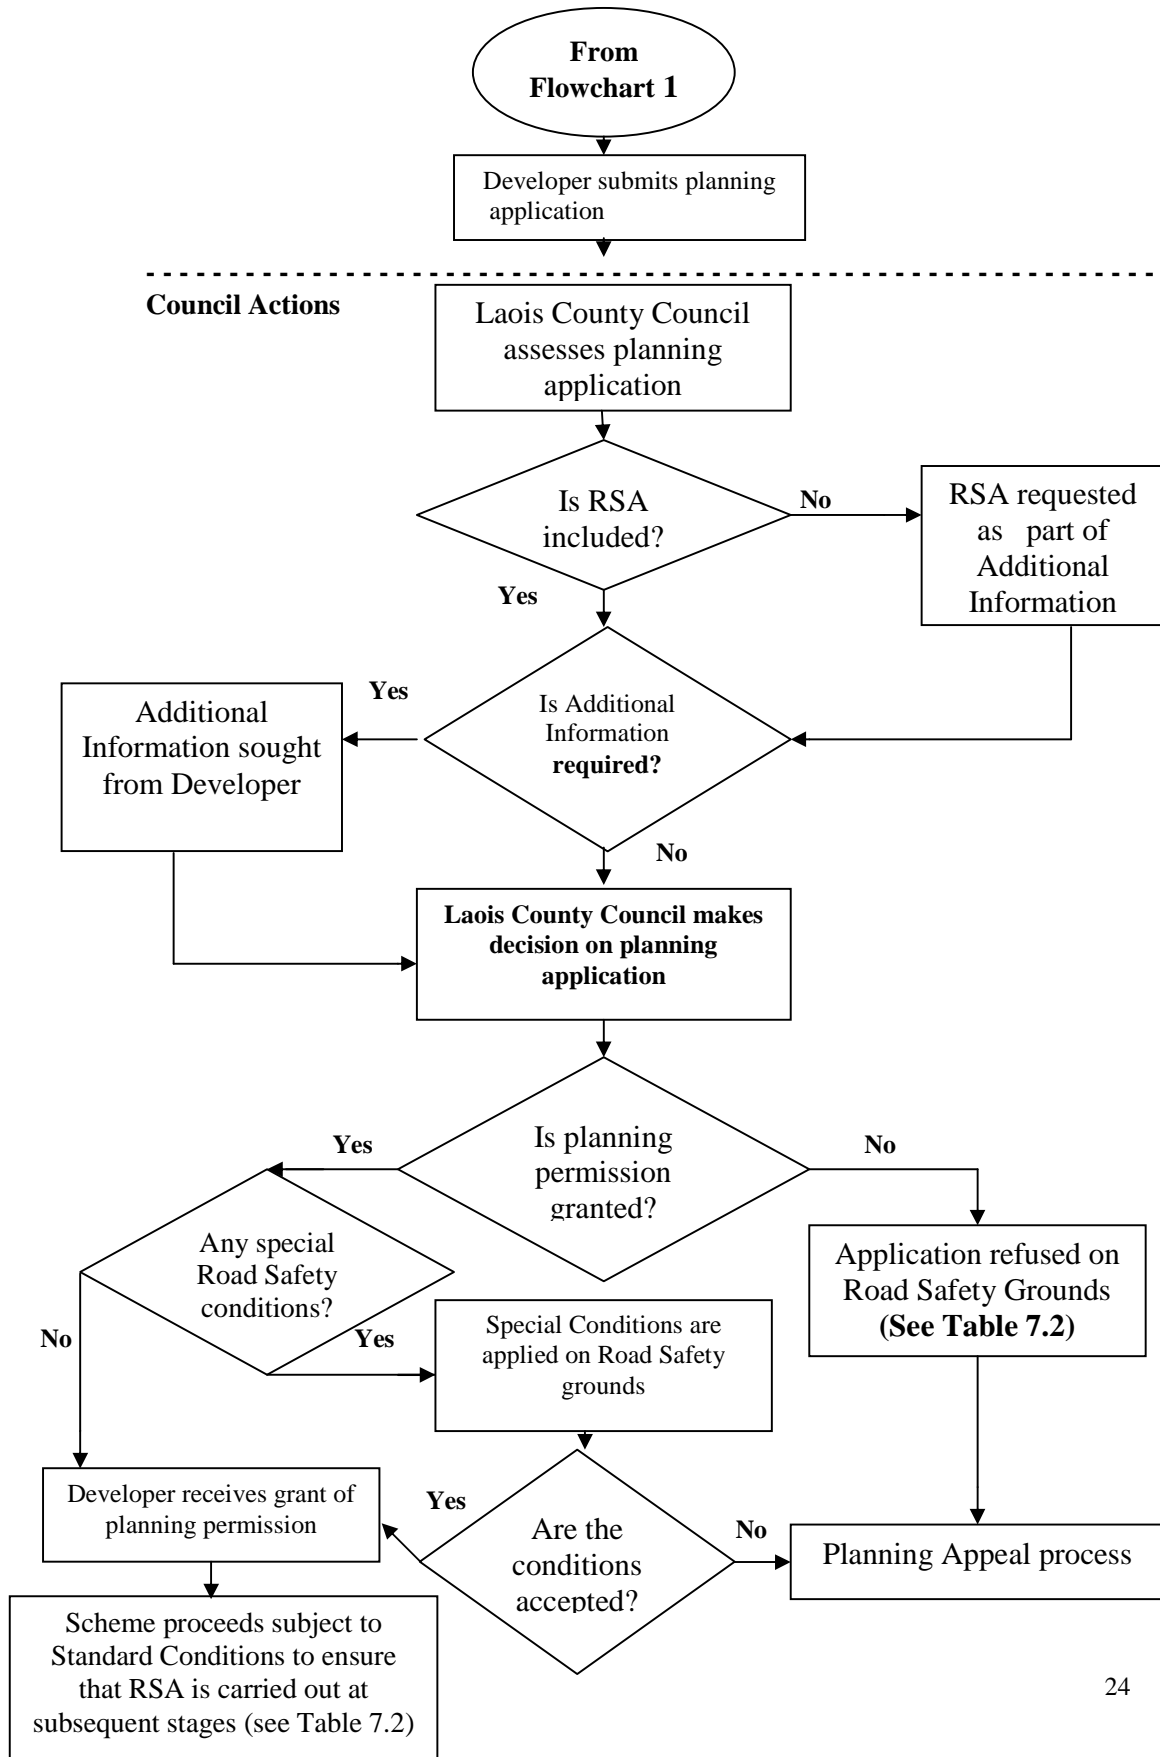 From
Flowchart 1
Developer submits planning
application
Council Actions
Laois County Council
assesses planning
application
Is RSA
included?
No
RSA requested
as part of
Additional
Information
Yes
Is Additional
Information
required?
Yes
Additional
Information sought
from Developer
No
Laois County Council makes
decision on planning
application
Is planning
permission
granted?
Yes
No
Any special
Road Safety
conditions?
Application refused on
Road Safety Grounds
(See Table 7.2)
No
Yes
Special Conditions are
applied on Road Safety
grounds
Developer receives grant of
planning permission
Yes
Are the
conditions
accepted?
No
Planning Appeal process
Scheme proceeds subject to
Standard Conditions to ensure
that RSA is carried out at
subsequent stages (see Table 7.2)
24